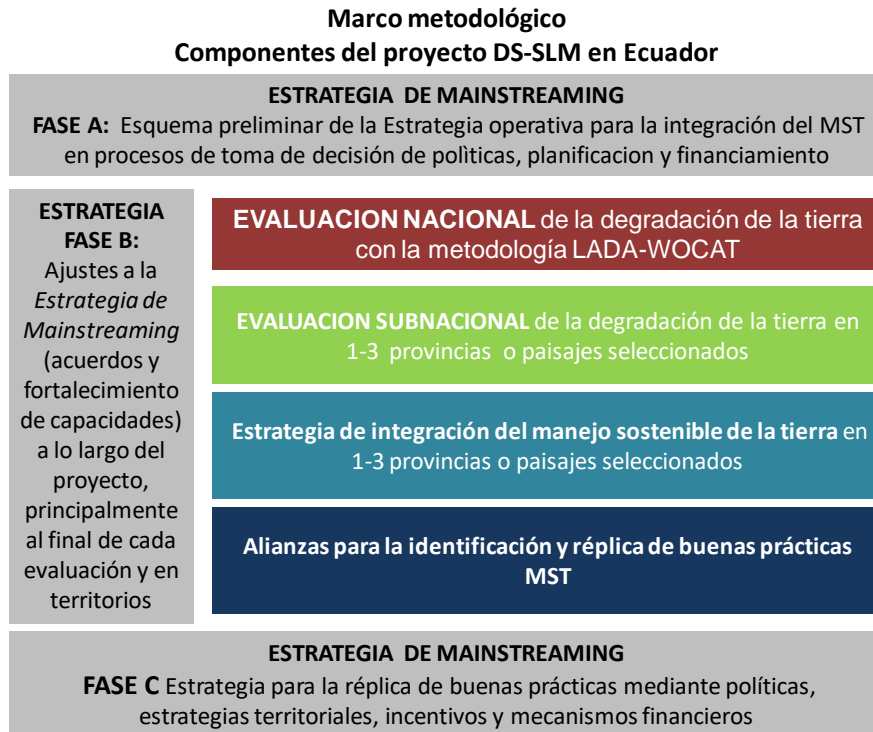 Marco metodológico
Componentes del proyecto DS-SLM en Ecuador
ESTRATEGIA DE MAINSTREAMING
FASE A: Esquema preliminar de la Estrategia operativa para la integración del MST
en procesos de toma de decisión de polìticas, planificacion y financiamiento
ESTRATEGIA
FASE B:
Ajustes a la
Estrategia de
Mainstreaming
(acuerdos y
fortalecimiento
de capacidades)
a lo largo del
proyecto,
principalmente
al final de cada
evaluación y en
territorios
EVALUACION NACIONAL de la degradación de la tierra
con la metodología LADA-WOCAT
EVALUACION SUBNACIONAL de la degradación de la tierra en
1-3 provincias o paisajes seleccionados
Estrategia de integración del manejo sostenible de la tierra en
1-3 provincias o paisajes seleccionados
Alianzas para la identificación y réplica de buenas prácticas
MST
ESTRATEGIA DE MAINSTREAMING
FASE C Estrategia para la réplica de buenas prácticas mediante políticas,
estrategias territoriales, incentivos y mecanismos financieros